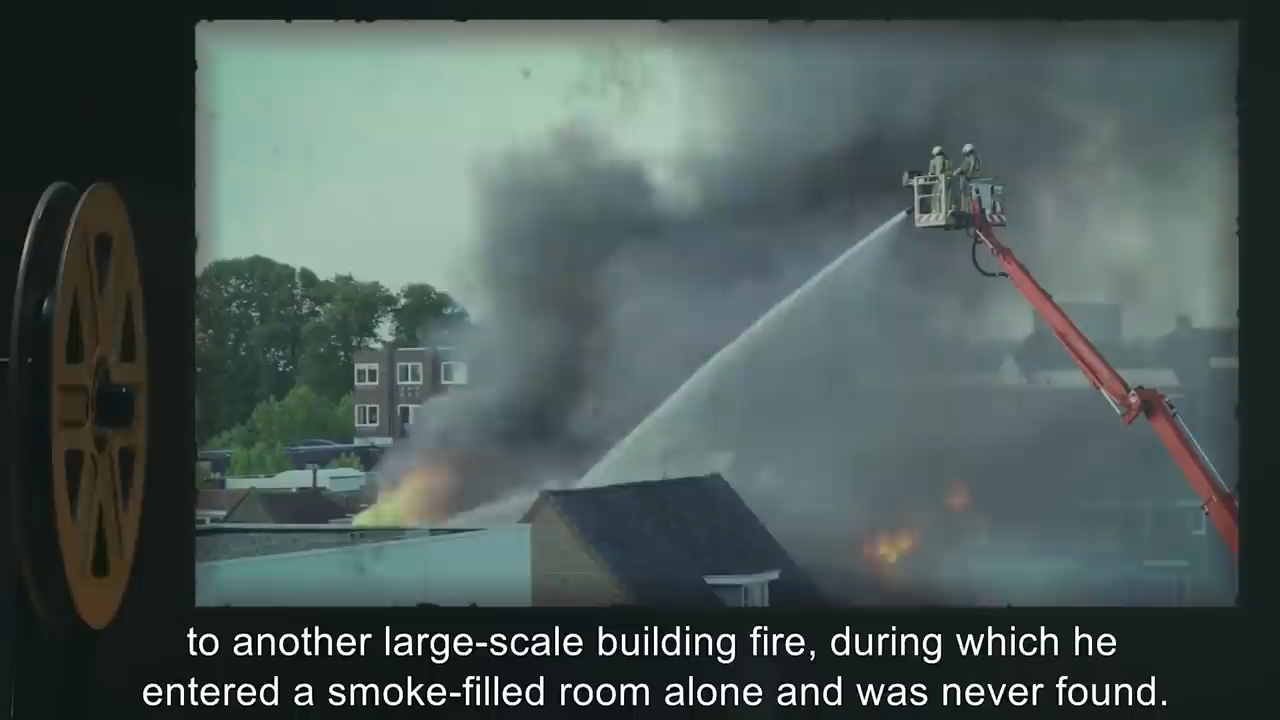 to another large-scale building fire, during which he
entered a smoke-filled room alone and was never found.